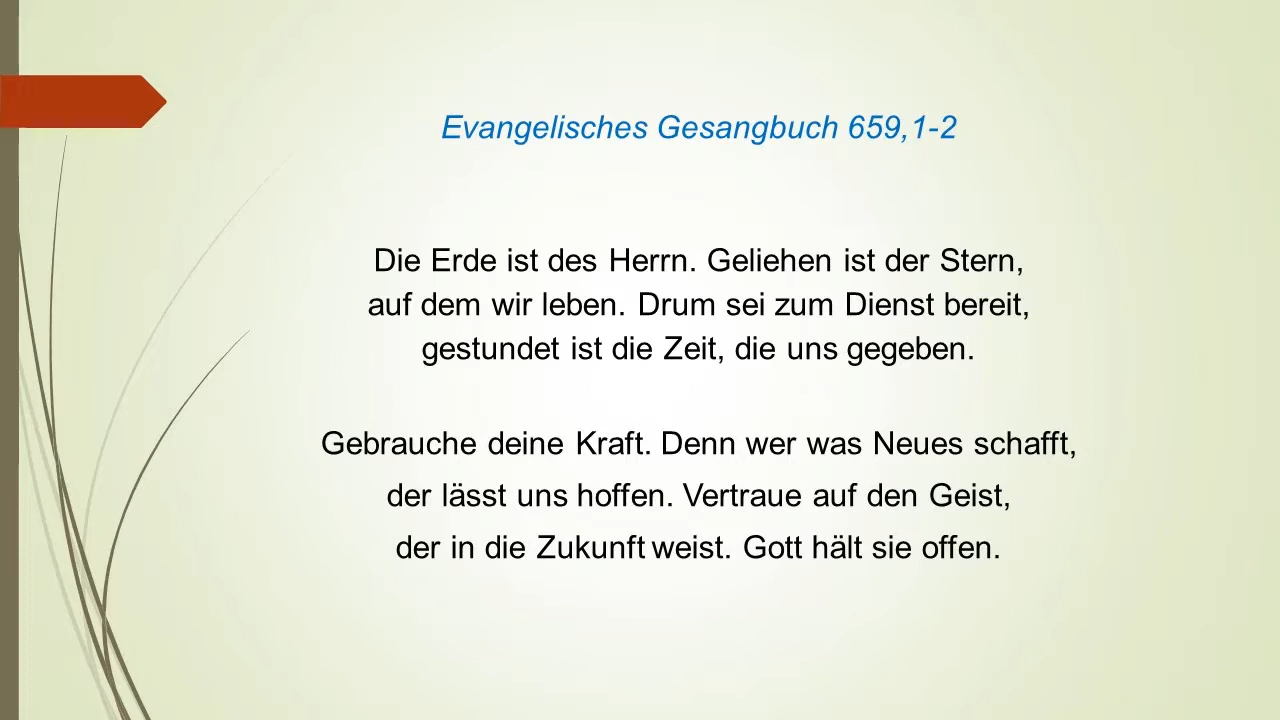 Evangelisches Gesangbuch 659,1-2
Die Erde ist des Herrn. Geliehen ist der Stern,
auf dem wir leben. Drum sei zum Dienst bereit,
gestundet ist die Zeit, die uns gegeben.
Gebrauche deine Kraft. Denn wer was Neues schafft,
der lässt uns hoffen. Vertraue auf den Geist,
der in die Zukunft weist. Gott hält sie offen.